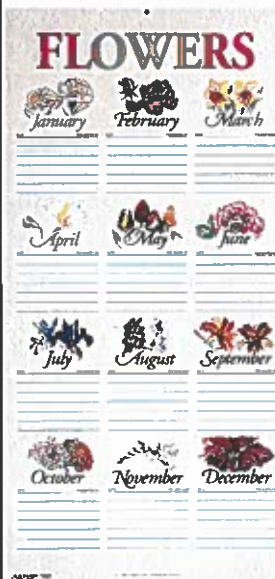 FLOWERS
January February March
April May June
July August September
October November December